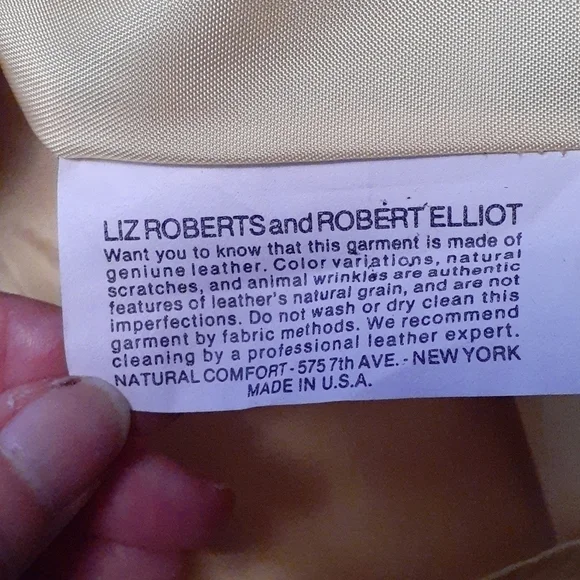 LIZ ROBERTS and ROBERT ELLIOT
Want you to know that this garment is made of
geniune leather. Color variations, natural
scratches, and animal wrinkles are authentic
features of leather's natural grain, and are not
imperfections. Do not wash or dry clean this
garment by fabric methods. We recommend
cleaning by a professional leather expert.
NATURAL COMFORT - 575 7th AVE. - NEW YORK
MADE IN U.S.A.